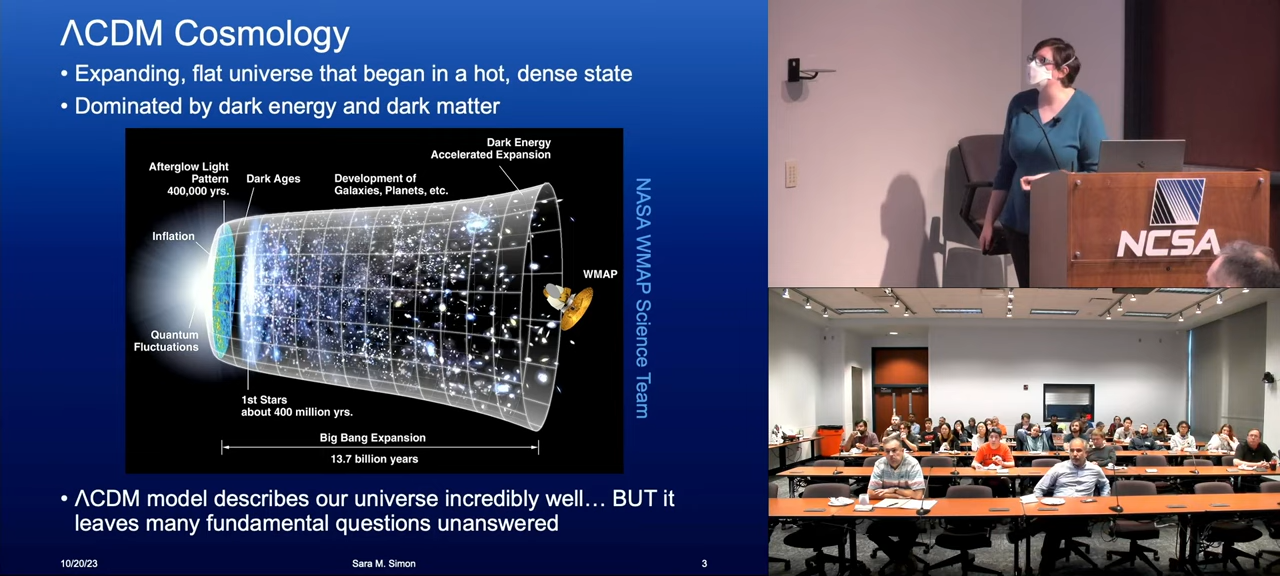 ΛCDM Cosmology
• Expanding, flat universe that began in a hot, dense state
• Dominated by dark energy and dark matter
Dark Energy
Accelerated Expansion
Afterglow Light
Pattern
400,000 yrs.
Dark Ages
Development of
Galaxies, Planets, etc.
Inflation
WMAP
Quantum
Fluctuations
1st Stars
about 400 million yrs.
Big Bang Expansion
13.7 billion years
NASA WMAP Science Team
• ΛCDM model describes our universe incredibly well… BUT it
leaves many fundamental questions unanswered
10/20/23
Sara M. Simon
3
NCSA